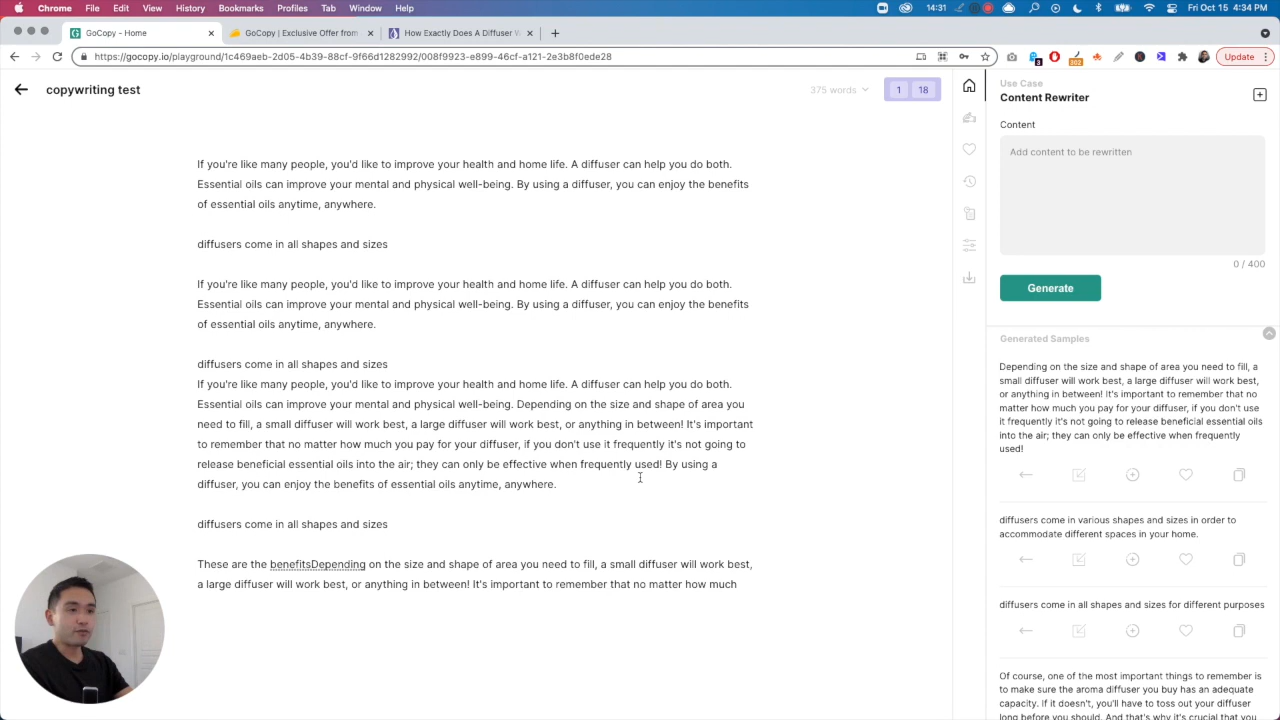 Chrome File Edit View History Bookmarks Profiles Tab Window Help
14:31
Fri Oct 15 4:34 PM
GoCopy - Home
GoCopy | Exclusive Offer from
How Exactly Does A Diffuser
https://gocopy.io/playground/1c469aeb-2d05-4b39-88cf-9f66d1282992/008f9923-e899-46cf-a121-2e3b8f0ede28
3
302
Update
copywriting test
375 words
1 18
If you're like many people, you'd like to improve your health and home life. A diffuser can help you do both.
Essential oils can improve your mental and physical well-being. By using a diffuser, you can enjoy the benefits
of essential oils anytime, anywhere.
diffusers come in all shapes and sizes
If you're like many people, you'd like to improve your health and home life. A diffuser can help you do both.
Essential oils can improve your mental and physical well-being. By using a diffuser, you can enjoy the benefits
of essential oils anytime, anywhere.
diffusers come in all shapes and sizes
If you're like many people, you'd like to improve your health and home life. A diffuser can help you do both.
Essential oils can improve your mental and physical well-being. Depending on the size and shape of area you
need to fill, a small diffuser will work best, a large diffuser will work best, or anything in between! It's important
to remember that no matter how much you pay for your diffuser, if you don't use it frequently it's not going to
release beneficial essential oils into the air; they can only be effective when frequently used! By using a
diffuser, you can enjoy the benefits of essential oils anytime, anywhere.
diffusers come in all shapes and sizes
These are the benefitsDepending on the size and shape of area you need to fill, a small diffuser will work best,
a large diffuser will work best, or anything in between! It's important to remember that no matter how much
Use Case
Content Rewriter
Content
Add content to be rewritten
0 / 400
Generate
Generated Samples
Depending on the size and shape of area you need to fill, a
small diffuser will work best, a large diffuser will work best,
or anything in between! It's important to remember that no
matter how much you pay for your diffuser, if you don't use
it frequently it's not going to release beneficial essential oils
into the air; they can only be effective when frequently
used!
diffusers come in various shapes and sizes in order to
accommodate different spaces in your home.
diffusers come in all shapes and sizes for different purposes
Of course, one of the most important things to remember is
to make sure the aroma diffuser you buy has an adequate
capacity. If it doesn't, you'll have to toss out your diffuser
long before you should. And that's why it's crucial that you